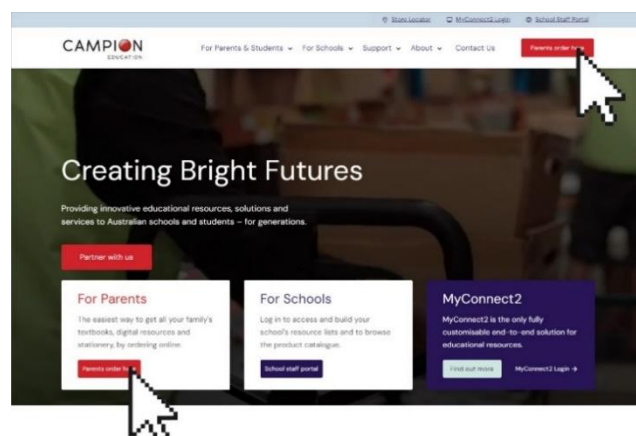 Store Locator MyConnect2 Login School Staff Portal
CAMPION
EDUCATION
For Parents & Students For Schools Support About Contact Us Parents order here
Creating Bright Futures
Providing innovative educational resources, solutions and
services to Australian schools and students – for generations.
Partner with us
For Parents
The easiest way to get all your family's
textbooks, digital resources and
stationery, by ordering online.
Parents order here
For Schools
Log in to access and build your
school's resource lists and to browse
the product catalogue.
School staff portal
MyConnect2
MyConnect2 is the only fully
customisable end-to-end solution for
educational resources.
Find out more MyConnect2 Login →